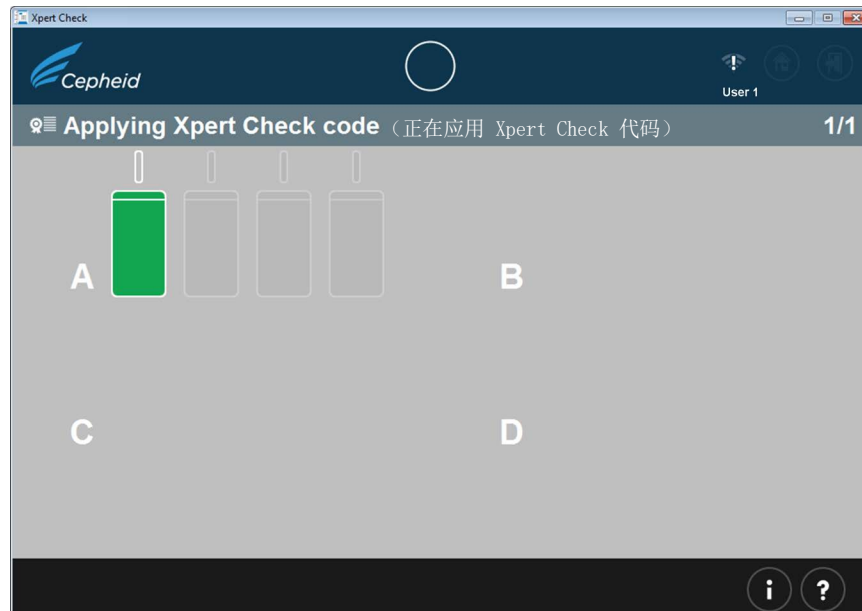 Xpert Check
Cepheid
User 1
Applying Xpert Check code（正在应用 Xpert Check 代码）
1/1
A
B
C
D
i
?